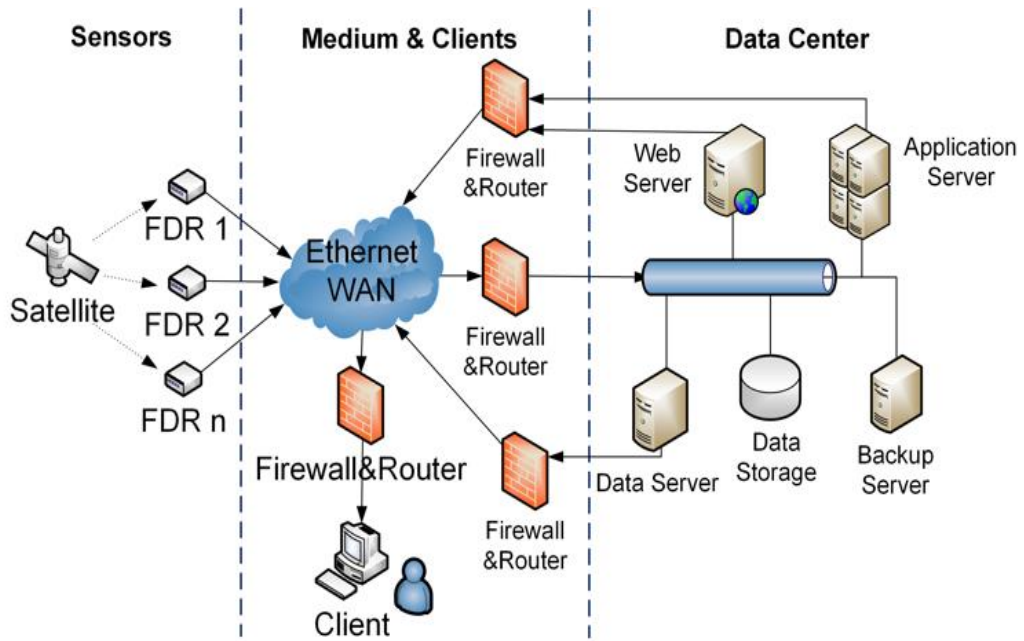 Sensors
Medium & Clients
Data Center
Firewall
&Router
Web
Server
Application
Server
FDR 1
Satellite
FDR 2
FDR n
Ethernet
WAN
Firewall
&Router
Firewall&Router
Client
Firewall
&Router
Data Server
Data
Storage
Backup
Server